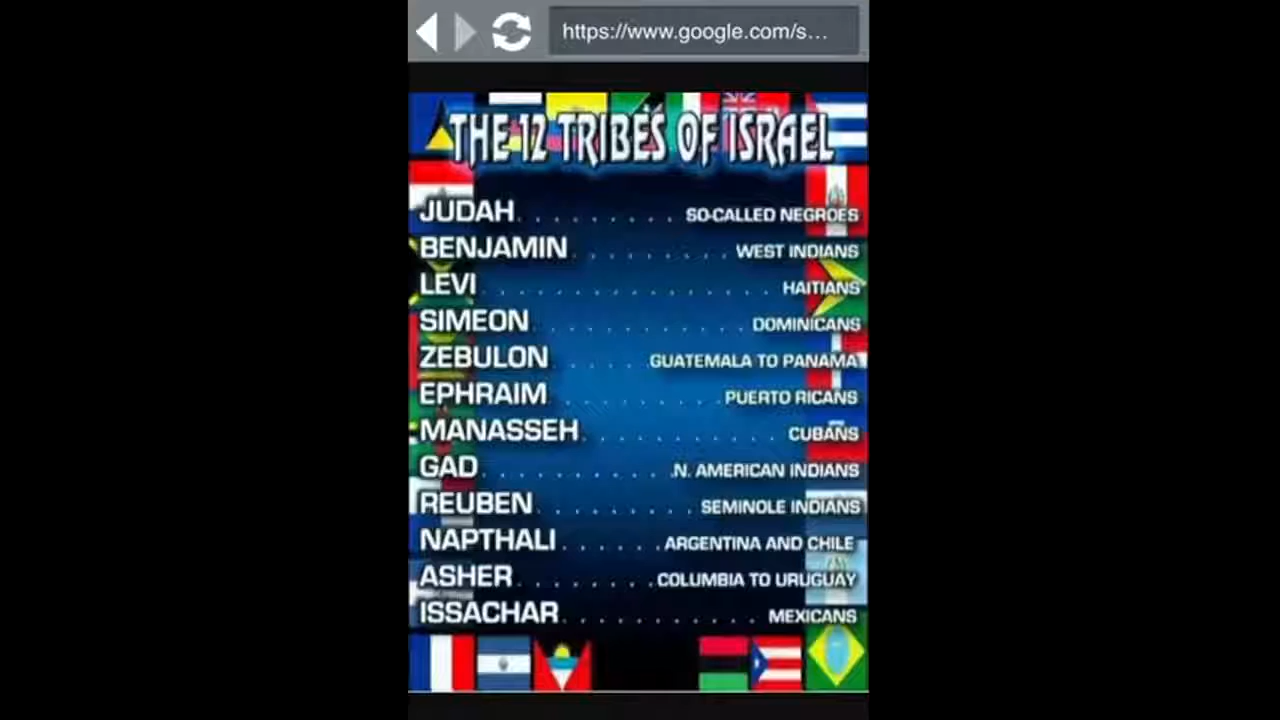 https://www.google.com/s...
THE 12 TRIBES OF ISRAEL
JUDAH. . . . . . . . . . SO-CALLED NEGROES
BENJAMIN. . . . . . . . . WEST INDIANS
LEVI. . . . . . . . . . . . . . . . HAITIANS
SIMEON. . . . . . . . . . . . DOMINICANS
ZEBULON. . . . . . GUATEMALA TO PANAMA
EPHRAIM. . . . . . . . . . PUERTO RICANS
MANASSEH. . . . . . . . . . . . CUBANS
GAD. . . . . . . . . . .N. AMERICAN INDIANS
REUBEN. . . . . . . . . SEMINOLE INDIANS
NAPTHALI. . . . . .ARGENTINA AND CHILE
ASHER. . . . . . . .COLUMBIA TO URUGUAY
ISSACHAR. . . . . . . . . . . . MEXICANS